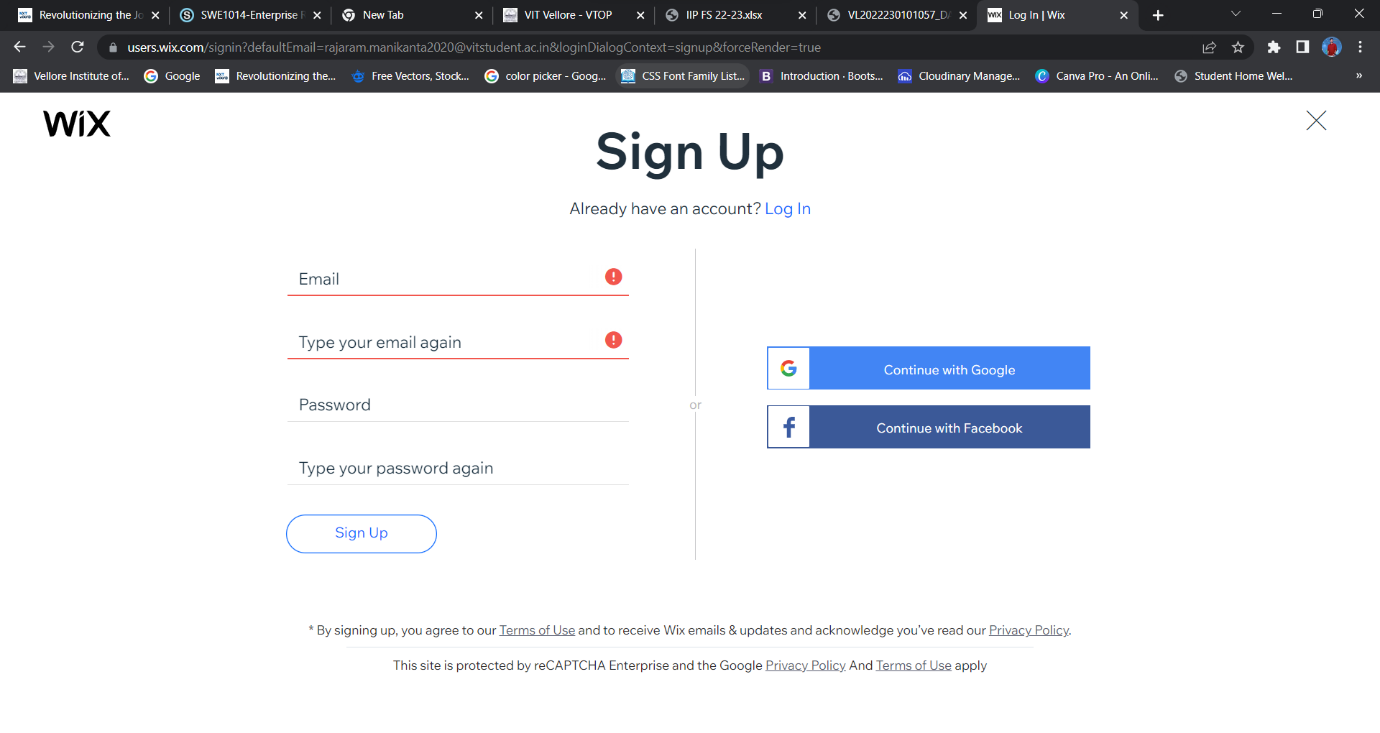 Revolutionizing the Jo
SWE1014-Enterprise R
New Tab
VIT Vellore - VTOP
IIP FS 22-23.xlsx
VL2022230101057_DA
Log In | Wix
users.wix.com/signin?defaultEmail=rajaram.manikanta2020@vitstudent.ac.in&loginDialogContext=signup&forceRender=true
Vellore Institute of...
Google
Revolutionizing the...
Free Vectors, Stock...
color picker - Goog...
CSS Font Family List...
B Introduction · Boots...
Cloudinary Manage...
Canva Pro - An Onli...
Student Home Wel...
»
WiX
Sign Up
Already have an account? Log In
Email
Type your email again
Password
Type your password again
Sign Up
or
Continue with Google
Continue with Facebook
* By signing up, you agree to our Terms of Use and to receive Wix emails & updates and acknowledge you've read our Privacy Policy.
This site is protected by reCAPTCHA Enterprise and the Google Privacy Policy And Terms of Use apply